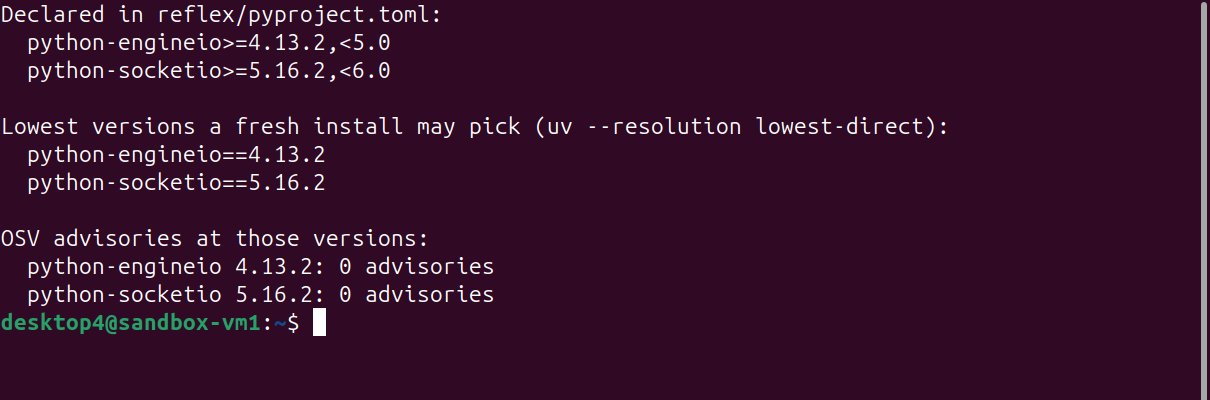 Declared in reflex/pyproject.toml:
  python-engineio>=4.13.2,<5.0
  python-socketio>=5.16.2,<6.0

Lowest versions a fresh install may pick (uv --resolution lowest-direct):
  python-engineio==4.13.2
  python-socketio==5.16.2

OSV advisories at those versions:
  python-engineio 4.13.2: 0 advisories
  python-socketio 5.16.2: 0 advisories
desktop4@sandbox-vm1:~$